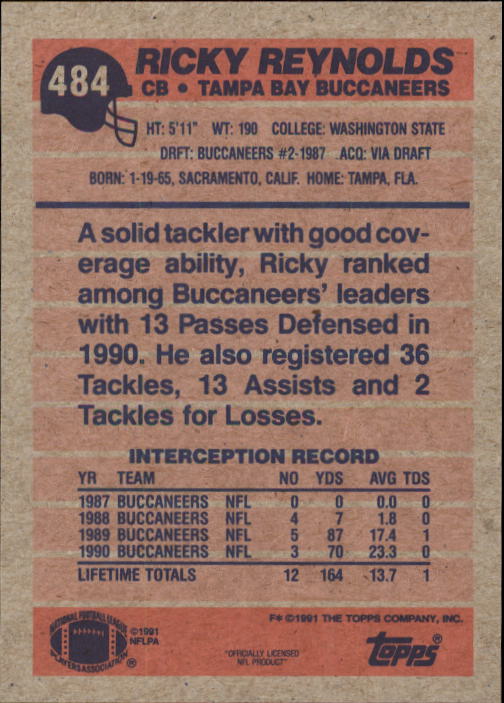 484
RICKY REYNOLDS
CB • TAMPA BAY BUCCANEERS
HT: 5'11" WT: 190 COLLEGE: WASHINGTON STATE
DRFT: BUCCANEERS #2-1987 ACQ: VIA DRAFT
BORN: 1-19-65, SACRAMENTO, CALIF. HOME: TAMPA, FLA.
A solid tackler with good cov-
erage ability, Ricky ranked
among Buccaneers' leaders
with 13 Passes Defensed in
1990. He also registered 36
Tackles, 13 Assists and 2
Tackles for Losses.
INTERCEPTION RECORD
YR TEAM NO YDS AVG TDS
1987 BUCCANEERS NFL 0 0 0.0 0
1988 BUCCANEERS NFL 4 7 1.8 0
1989 BUCCANEERS NFL 5 87 17.4 1
1990 BUCCANEERS NFL 3 70 23.3 0
LIFETIME TOTALS 12 164 13.7 1
F* ©1991 THE TOPPS COMPANY, INC.
NATIONAL FOOTBALL LEAGUE
PLAYERS ASSOCIATION ®
©1991
NFLPA
"OFFICIALLY LICENSED
NFL PRODUCT"
topps®